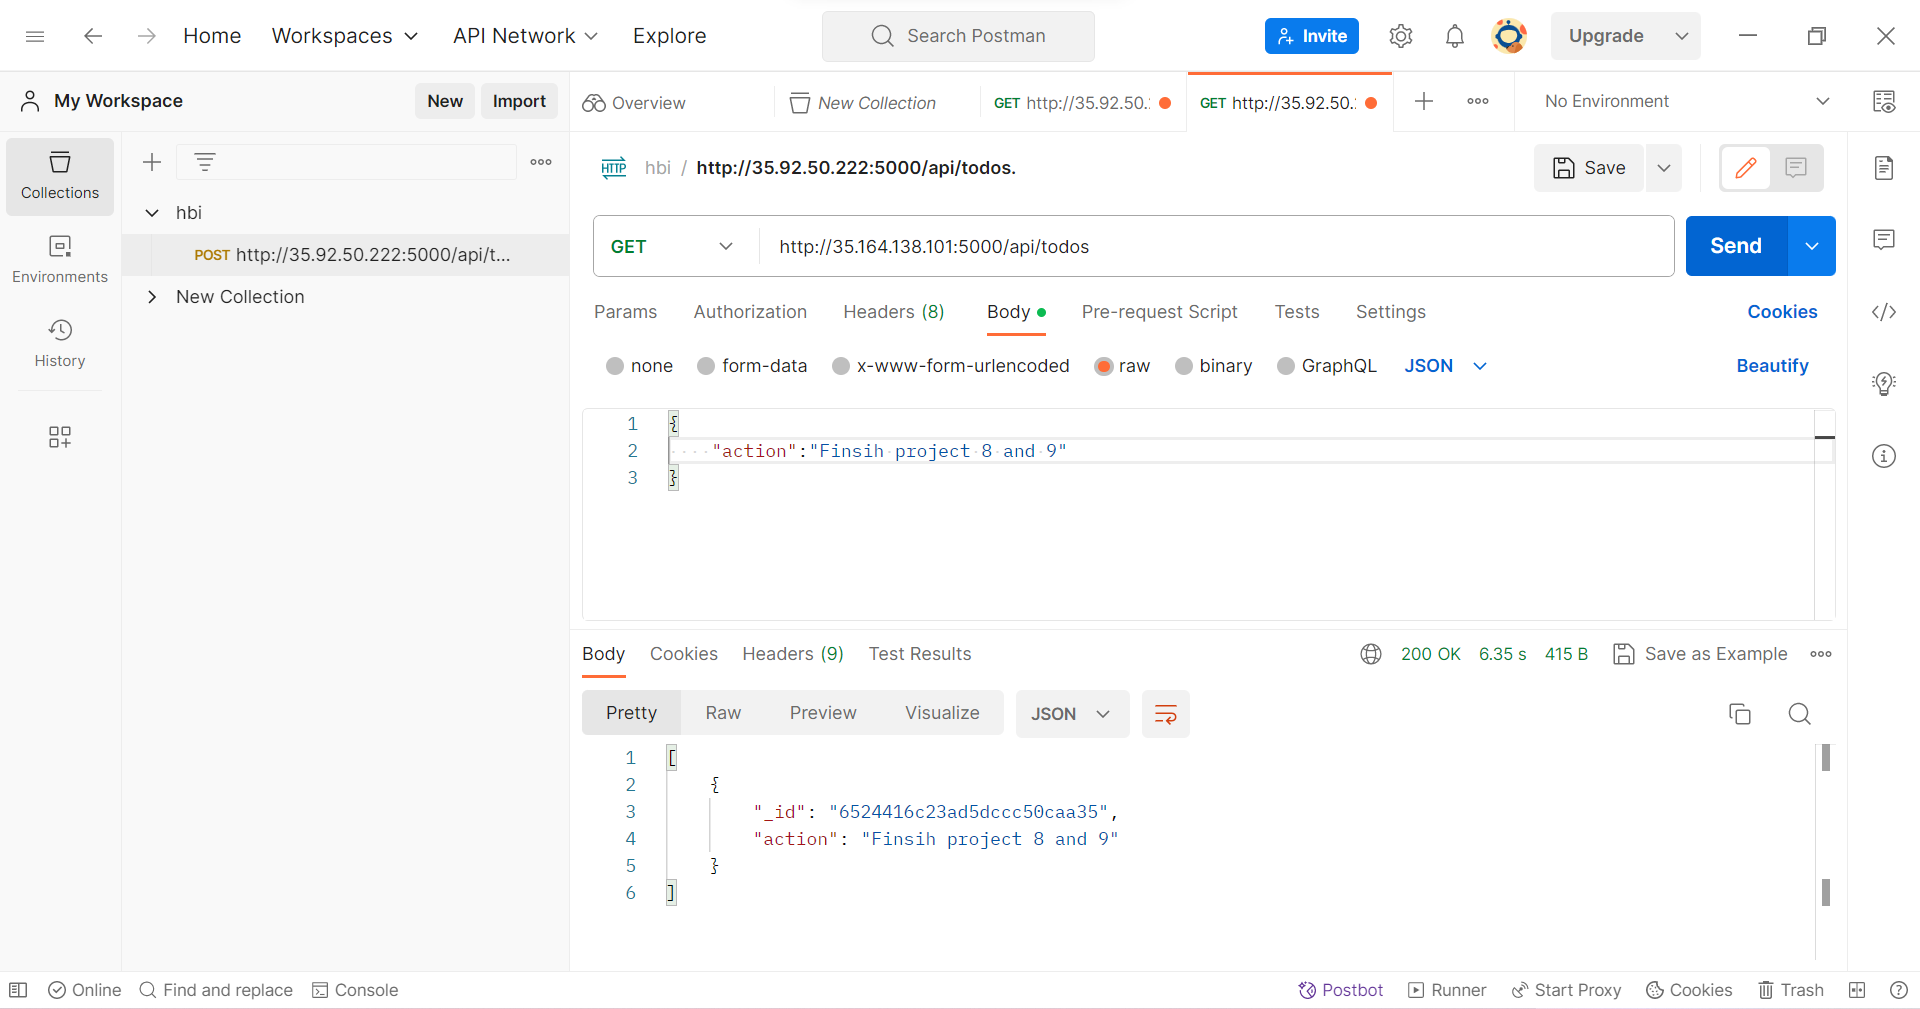 Home
Workspaces
API Network
Explore
Search Postman
Invite
Upgrade
My Workspace
New
Import
Overview
New Collection
GET http://35.92.50.:
GET http://35.92.50.:
No Environment
Collections
Environments
History
hbi
POST http://35.92.50.222:5000/api/t...
New Collection
HTTP
hbi / http://35.92.50.222:5000/api/todos.
Save
GET
http://35.164.138.101:5000/api/todos
Send
Params
Authorization
Headers (8)
Body
Pre-request Script
Tests
Settings
Cookies
none
form-data
x-www-form-urlencoded
raw
binary
GraphQL
JSON
Beautify
1 {
2 "action":"Finsih project 8 and 9"
3 }
Body
Cookies
Headers (9)
Test Results
200 OK
6.35 s
415 B
Save as Example
Pretty
Raw
Preview
Visualize
JSON
1 [
2 {
3 "_id": "6524416c23ad5dccc50caa35",
4 "action": "Finsih project 8 and 9"
5 }
6 ]
Online
Find and replace
Console
Postbot
Runner
Start Proxy
Cookies
Trash